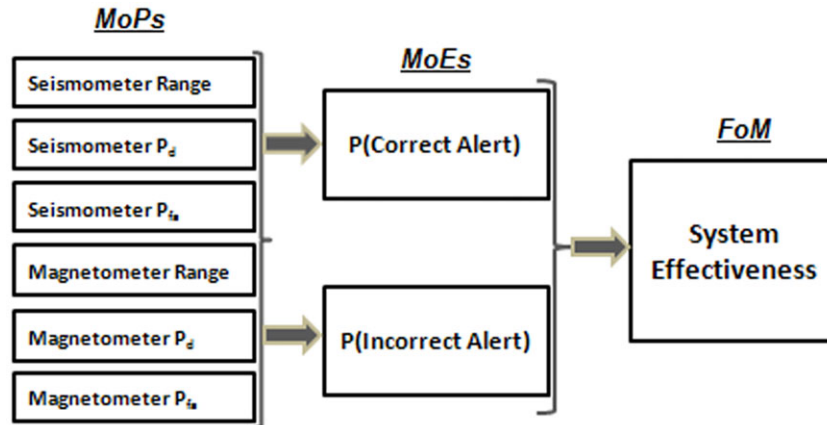 MoPs
Seismometer Range
Seismometer Pd
Seismometer Pfa
Magnetometer Range
Magnetometer Pd
Magnetometer Pfa
MoEs
P(Correct Alert)
P(Incorrect Alert)
FoM
System
Effectiveness